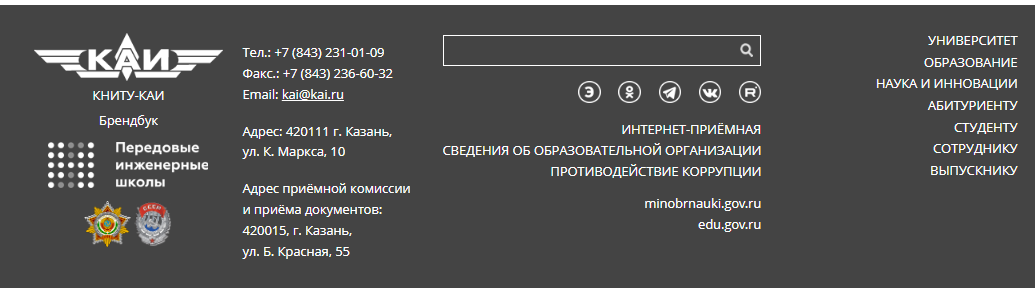 КАИ
КНИТУ-КАИ
Брендбук
Передовые
инженерные
школы
СССР
Тел.: +7 (843) 231-01-09
Факс.: +7 (843) 236-60-32
Email: kai@kai.ru
Адрес: 420111 г. Казань,
ул. К. Маркса, 10
Адрес приёмной комиссии
и приёма документов:
420015, г. Казань,
ул. Б. Красная, 55
ИНТЕРНЕТ-ПРИЁМНАЯ
СВЕДЕНИЯ ОБ ОБРАЗОВАТЕЛЬНОЙ ОРГАНИЗАЦИИ
ПРОТИВОДЕЙСТВИЕ КОРРУПЦИИ
minobrnauki.gov.ru
edu.gov.ru
УНИВЕРСИТЕТ
ОБРАЗОВАНИЕ
НАУКА И ИННОВАЦИИ
АБИТУРИЕНТУ
СТУДЕНТУ
СОТРУДНИКУ
ВЫПУСКНИКУ